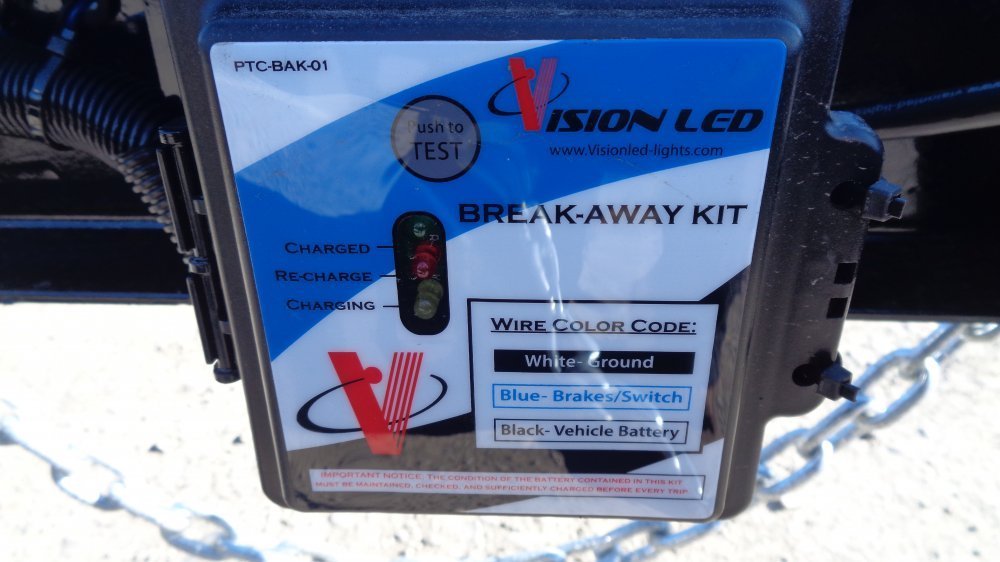 PTC-BAK-01
Push to
TEST
VISION LED
www.Visionled-lights.com
BREAK-AWAY KIT
CHARGED
RE-CHARGE
CHARGING
WIRE COLOR CODE:
White- Ground
Blue- Brakes/Switch
Black- Vehicle Battery
IMPORTANT NOTICE: THE CONDITION OF THE BATTERY CONTAINED IN THIS KIT
MUST BE MAINTAINED, CHECKED, AND SUFFICIENTLY CHARGED BEFORE EVERY TRIP